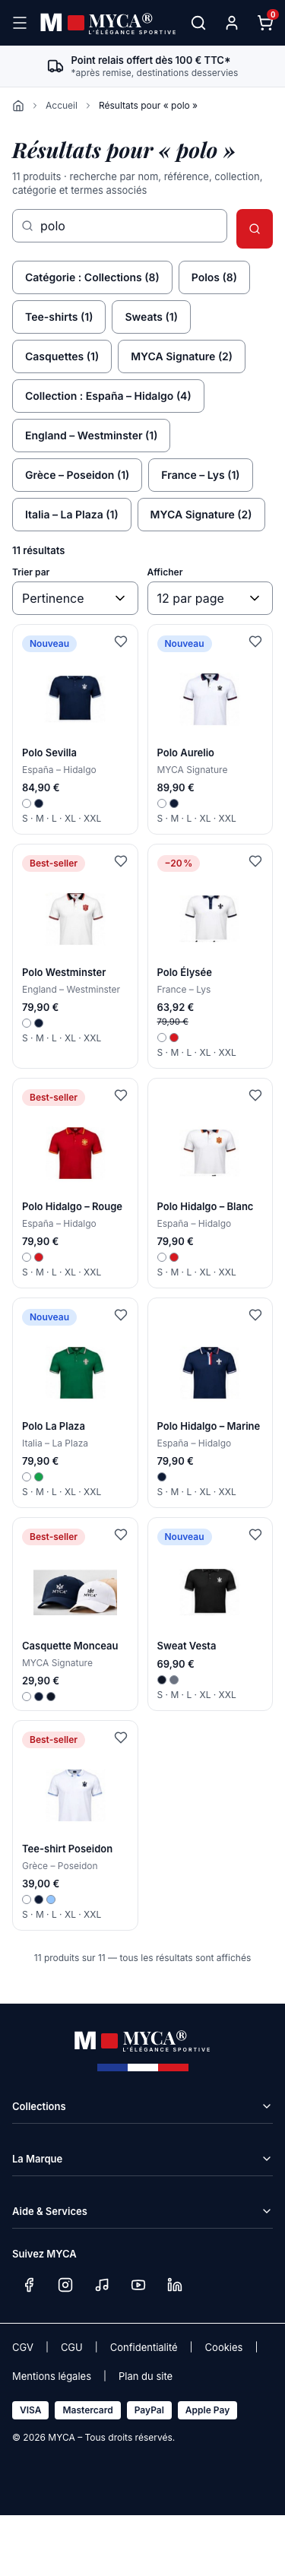 M MYCA®
L'ÉLÉGANCE SPORTIVE
0
Point relais offert dès 100 € TTC*
*après remise, destinations desservies
Accueil > Résultats pour « polo »
Résultats pour « polo »
11 produits · recherche par nom, référence, collection,
catégorie et termes associés
polo
Catégorie : Collections (8)
Polos (8)
Tee-shirts (1)
Sweats (1)
Casquettes (1)
MYCA Signature (2)
Collection : España – Hidalgo (4)
England – Westminster (1)
Grèce – Poseidon (1)
France – Lys (1)
Italia – La Plaza (1)
MYCA Signature (2)
11 résultats
Trier par
Afficher
Pertinence
12 par page
Nouveau
Polo Sevilla
España – Hidalgo
84,90 €
S · M · L · XL · XXL
Nouveau
Polo Aurelio
MYCA Signature
89,90 €
S · M · L · XL · XXL
Best-seller
Polo Westminster
England – Westminster
79,90 €
S · M · L · XL · XXL
−20 %
Polo Élysée
France – Lys
63,92 €
79,90 €
S · M · L · XL · XXL
Best-seller
Polo Hidalgo – Rouge
España – Hidalgo
79,90 €
S · M · L · XL · XXL
Polo Hidalgo – Blanc
España – Hidalgo
79,90 €
S · M · L · XL · XXL
Nouveau
Polo La Plaza
Italia – La Plaza
79,90 €
S · M · L · XL · XXL
Polo Hidalgo – Marine
España – Hidalgo
79,90 €
S · M · L · XL · XXL
Best-seller
MYCA
MYCA
Casquette Monceau
MYCA Signature
29,90 €
Nouveau
Sweat Vesta
69,90 €
S · M · L · XL · XXL
Best-seller
Tee-shirt Poseidon
Grèce – Poseidon
39,00 €
S · M · L · XL · XXL
11 produits sur 11 — tous les résultats sont affichés
M MYCA®
L'ÉLÉGANCE SPORTIVE
Collections
La Marque
Aide & Services
Suivez MYCA
CGV | CGU | Confidentialité | Cookies |
Mentions légales | Plan du site
VISA Mastercard PayPal Apple Pay
© 2026 MYCA – Tous droits réservés.